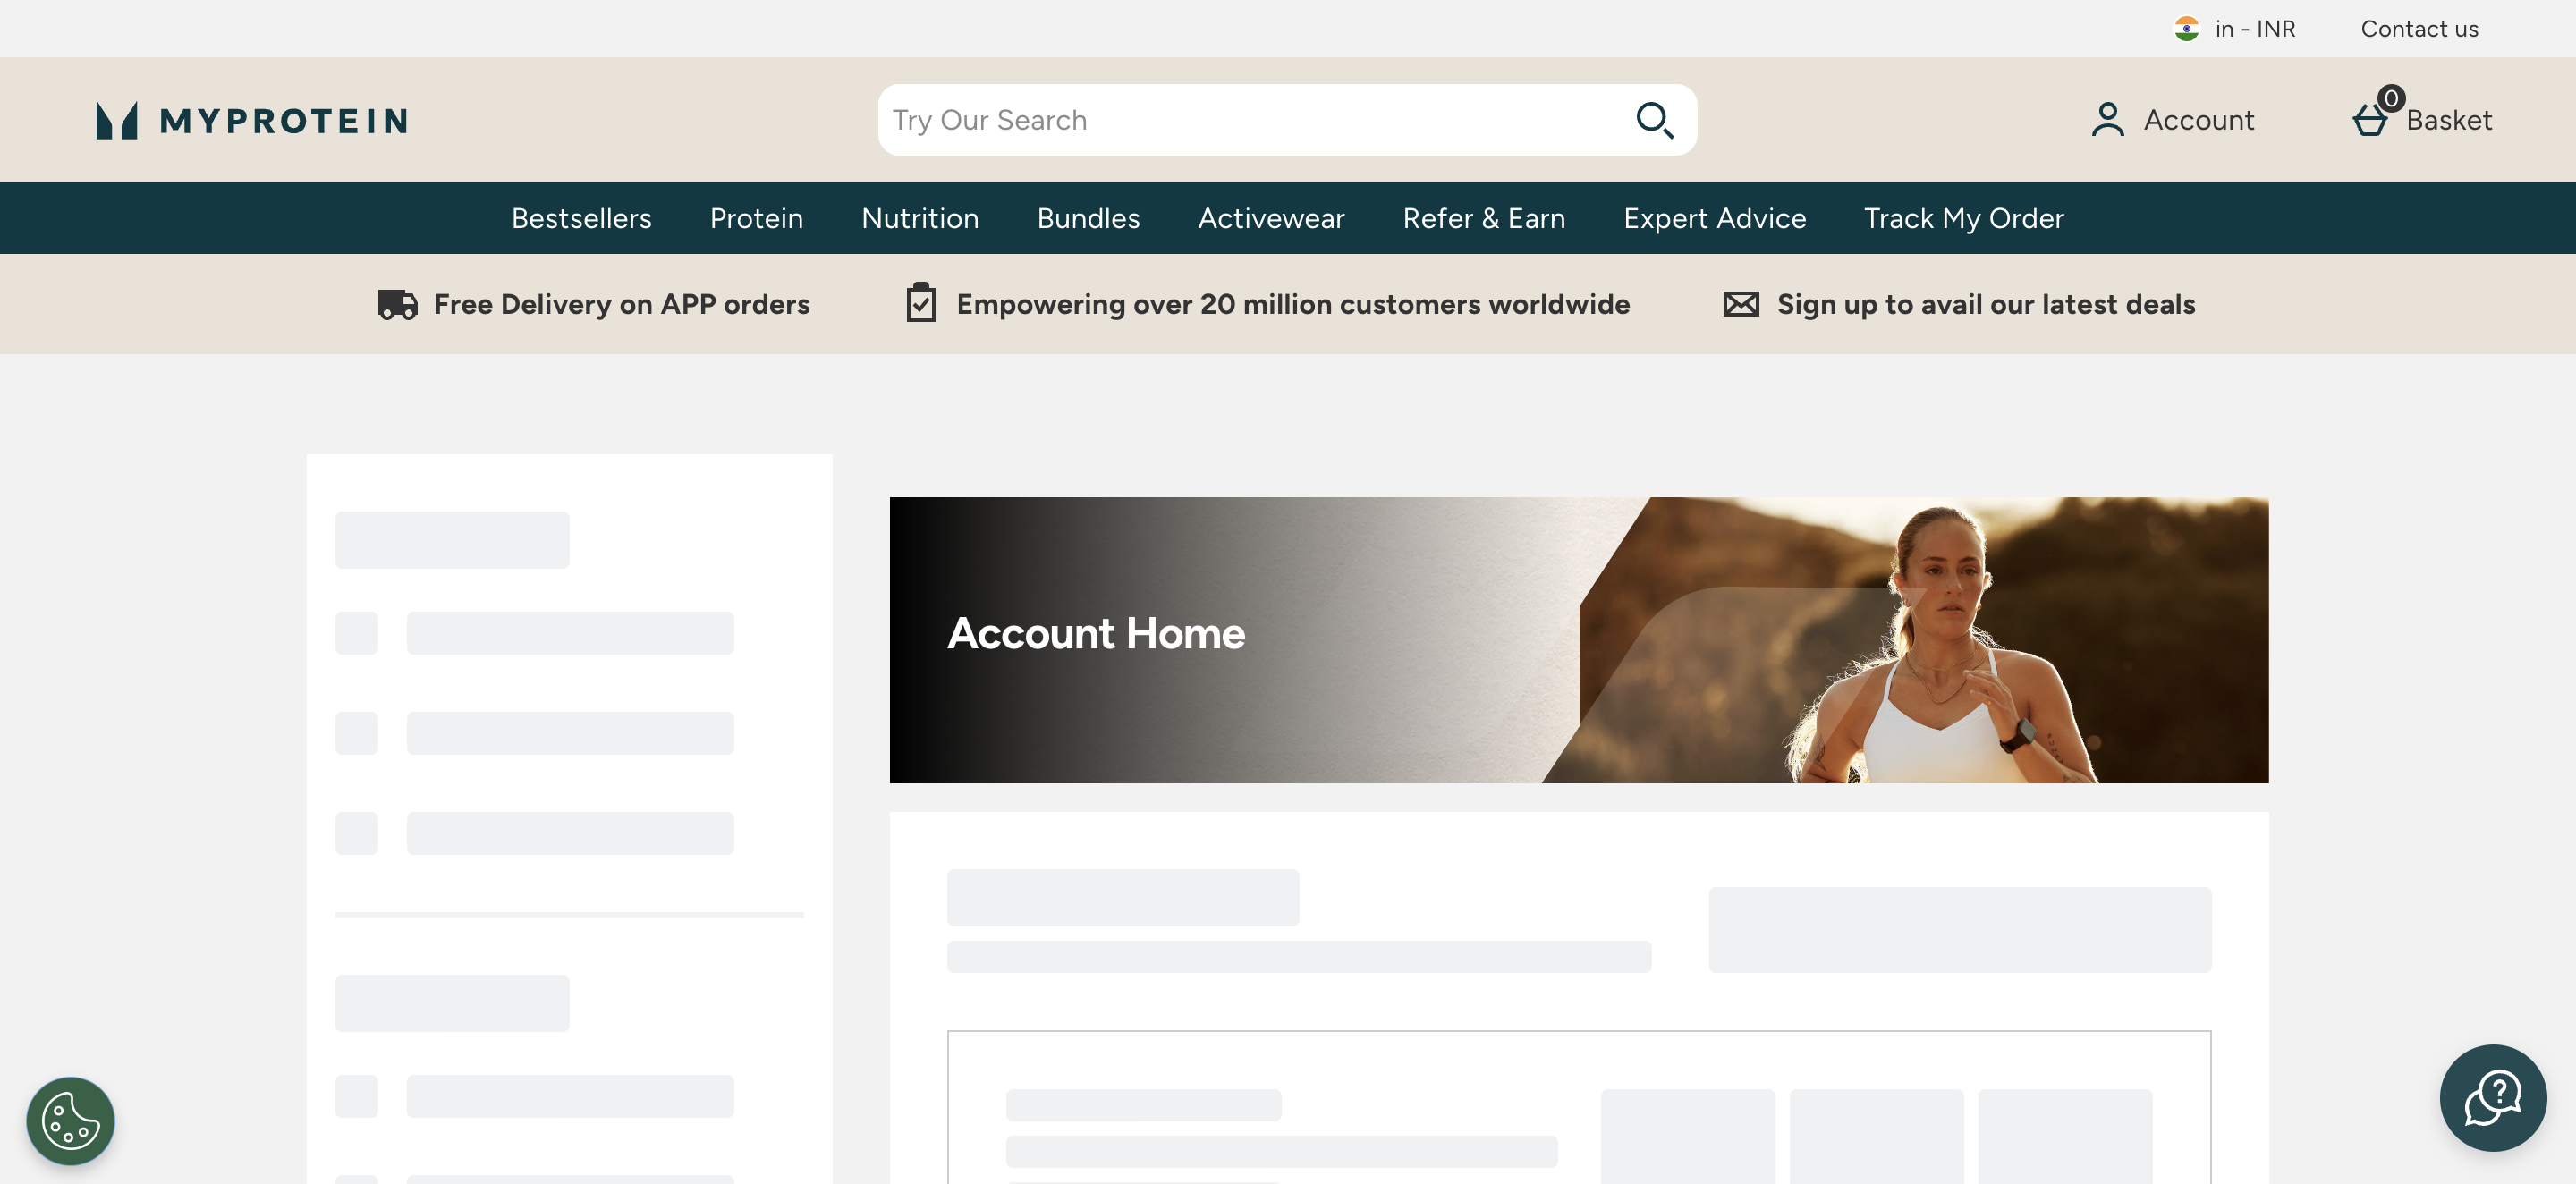 in - INR
Contact us
MYPROTEIN
Try Our Search
Account
0
Basket
Bestsellers
Protein
Nutrition
Bundles
Activewear
Refer & Earn
Expert Advice
Track My Order
Free Delivery on APP orders
Empowering over 20 million customers worldwide
Sign up to avail our latest deals
Account Home
?